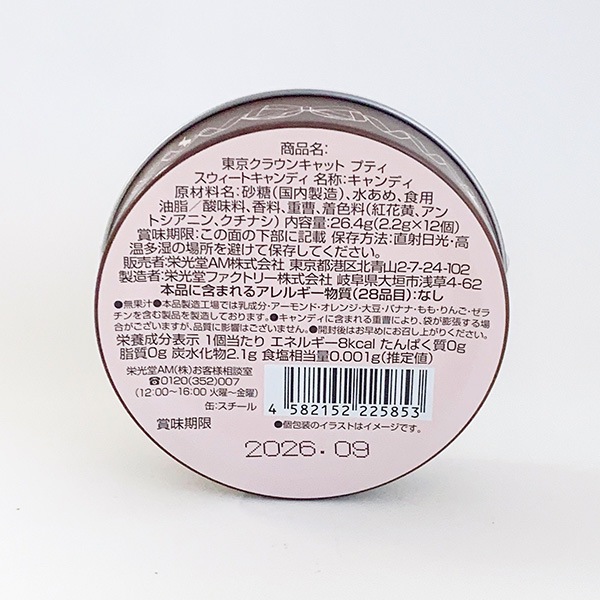 商品名:
東京クラウンキャット プティ
スウィートキャンディ 名称:キャンディ
原材料名:砂糖(国内製造)、水あめ、食用
油脂/酸味料、香料、重曹、着色料(紅花黄、アン
トシアニン、クチナシ) 内容量:26.4g(2.2g×12個)
賞味期限:この面の下部に記載 保存方法:直射日光・高
温多湿の場所を避けて保存してください。
販売者:栄光堂AM株式会社 東京都港区北青山2-7-24-102
製造者:栄光堂ファクトリー株式会社 岐阜県大垣市浅草4-62
本品に含まれるアレルギー物質(28品目):なし
●無果汁●本品製造工場では乳成分・アーモンド・オレンジ・大豆・バナナ・もも・りんご・ゼラ
チンを含む製品を製造しております。●キャンディに含まれる重曹により、袋が膨張する場
合がございますが、品質に影響はございません。●開封後はお早めにお召し上がりください。
栄養成分表示 1個当たり エネルギー8kcal たんぱく質0g
脂質0g 炭水化物2.1g 食塩相当量0.001g(推定値)
栄光堂AM(株)お客様相談室
☎0120(352)007
(12:00〜16:00 火曜〜金曜)
缶:スチール
4 582152 225853
●個包装のイラストはイメージです。
賞味期限
2026.09